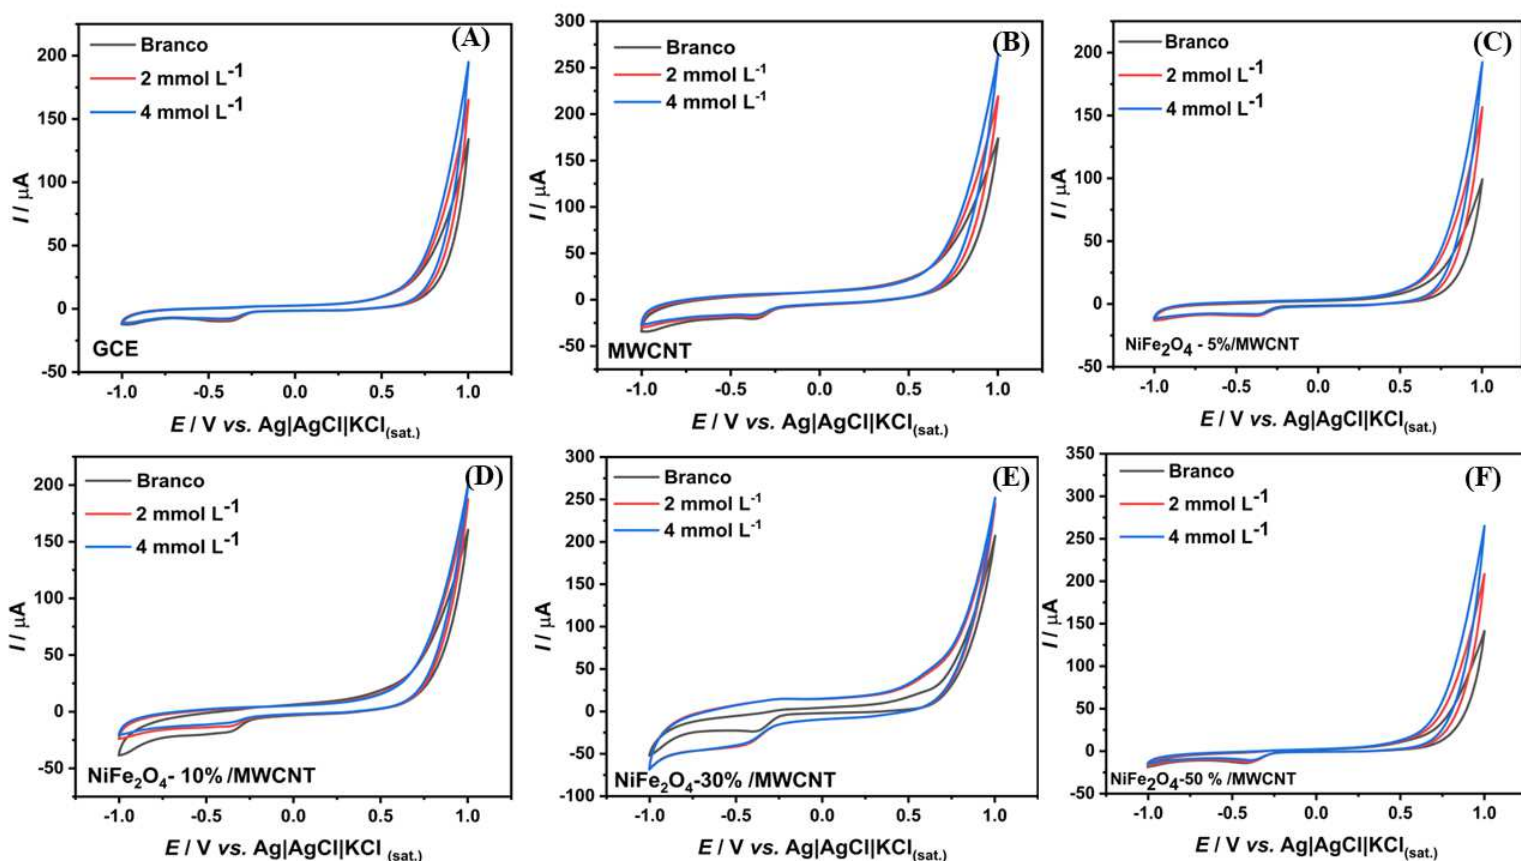 (A)
Branco
2 mmol L-1
4 mmol L-1
200
150
100
50
0
-50
I / μA
GCE
-1.0 -0.5 0.0 0.5 1.0
E / V vs. Ag|AgCl|KCl(sat.)
(B)
Branco
2 mmol L-1
4 mmol L-1
300
250
200
150
100
50
0
-50
I / μA
MWCNT
-1.0 -0.5 0.0 0.5 1.0
E / V vs. Ag|AgCl|KCl(sat.)
(C)
Branco
2 mmol L-1
4 mmol L-1
200
150
100
50
0
-50
I / μA
NiFe2O4 - 5%/MWCNT
-1.0 -0.5 0.0 0.5 1.0
E / V vs. Ag|AgCl|KCl(sat.)
(D)
Branco
2 mmol L-1
4 mmol L-1
200
150
100
50
0
-50
I / μA
NiFe2O4- 10% /MWCNT
-1.0 -0.5 0.0 0.5 1.0
E / V vs. Ag|AgCl|KCl (sat.)
(E)
Branco
2 mmol L-1
4 mmol L-1
300
250
200
150
100
50
0
-50
-100
I / μA
NiFe2O4-30% /MWCNT
-1.0 -0.5 0.0 0.5 1.0
E / V vs. Ag|AgCl|KCl(sat.)
(F)
Branco
2 mmol L-1
4 mmol L-1
350
300
250
200
150
100
50
0
-50
I / μA
NiFe2O4-50 % /MWCNT
-1.0 -0.5 0.0 0.5 1.0
E / V vs. Ag|AgCl|KCl(sat.)